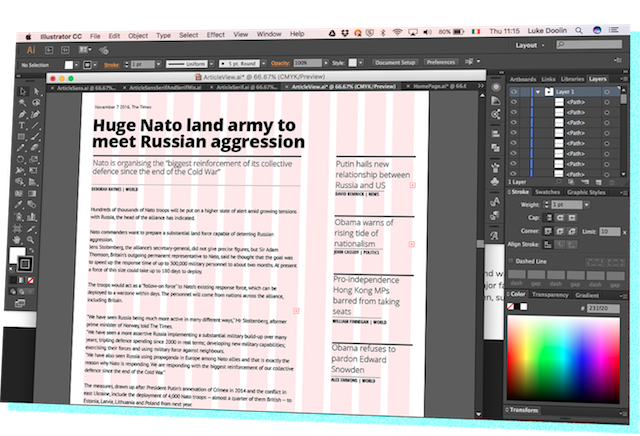 Illustrator CC File Edit Object Type Select Effect View Window Help
80% Thu 11:15 Luke Doolin
Ai Layout
No Selection Stroke: 1 pt Uniform 5 pt. Round Opacity: 100% Style: Document Setup Preferences
ArticleView.ai* @ 66.67% (CMYK/Preview)
ArticleSans.ai @ 66.67%... ArticleSansSerifAndSerifMix.ai ArticleSerif.ai @ 66.67%... ArticleView.ai* @ 66.67% (CMYK/Preview) HomePage.ai* @ 66.6
November 7 2016, The Times
Huge Nato land army to
meet Russian aggression
Nato is organising the "biggest reinforcement of its collective
defence since the end of the Cold War"
DEBORAH HAYNES | WORLD
Hundreds of thousands of Nato troops will be put on a higher state of alert amid growing tensions
with Russia, the head of the alliance has indicated.
Nato commanders want to prepare a substantial land force capable of deterring Russian
aggression.
Jens Stoltenberg, the alliance's secretary-general, did not give precise figures, but Sir Adam
Thomson, Britain's outgoing permanent representative to Nato, said he thought that the goal was
to speed up the response time of up to 300,000 military personnel to about two months. At present
a force of this size could take up to 180 days to deploy.
The troops would act as a "follow-on force" to Nato's existing response force, which can be
deployed to a warzone within days. The personnel will come from nations across the alliance,
including Britain.
"We have seen Russia being much more active in many different ways," Mr Stoltenberg, former
prime minister of Norway, told The Times.
"We have seen a more assertive Russia implementing a substantial military build-up over many
years; tripling defence spending since 2000 in real terms; developing new military capabilities;
exercising their forces and using military force against neighbours.
"We have also seen Russia using propaganda in Europe among Nato allies and that is exactly the
reason why Nato is responding. We are responding with the biggest reinforcement of our collective
defence since the end of the Cold War."
The measures, drawn up after President Putin's annexation of Crimea in 2014 and the conflict in
east Ukraine, include the deployment of 4,000 Nato troops — almost a quarter of them British — to
Estonia, Latvia, Lithuania and Poland from next year.
Putin hails new
relationship between
Russia and US
DAVID REMNICK | NEWS
Obama warns of
rising tide of
nationalism
JOHN CASSIDY | POLITICS
Pro-independence
Hong Kong MPs
barred from taking
seats
WILLIAM FINNEGAN | WORLD
Obama refuses to
pardon Edward
Snowden
ALEX EMMONS | WORLD
Artboards Links Libraries Layers
Layer 1
<Path>
<Path>
<Path>
<Path>
<Path>
<Path>
<Path>
<Path>
1 Layer
Stroke Swatches Graphic Styles
Weight: 1 pt
Cap:
Corner: Limit: 10 x
Align Stroke:
Dashed Line
dash gap dash gap dash gap
Color Transparency Gradient
# 231f20
Transform